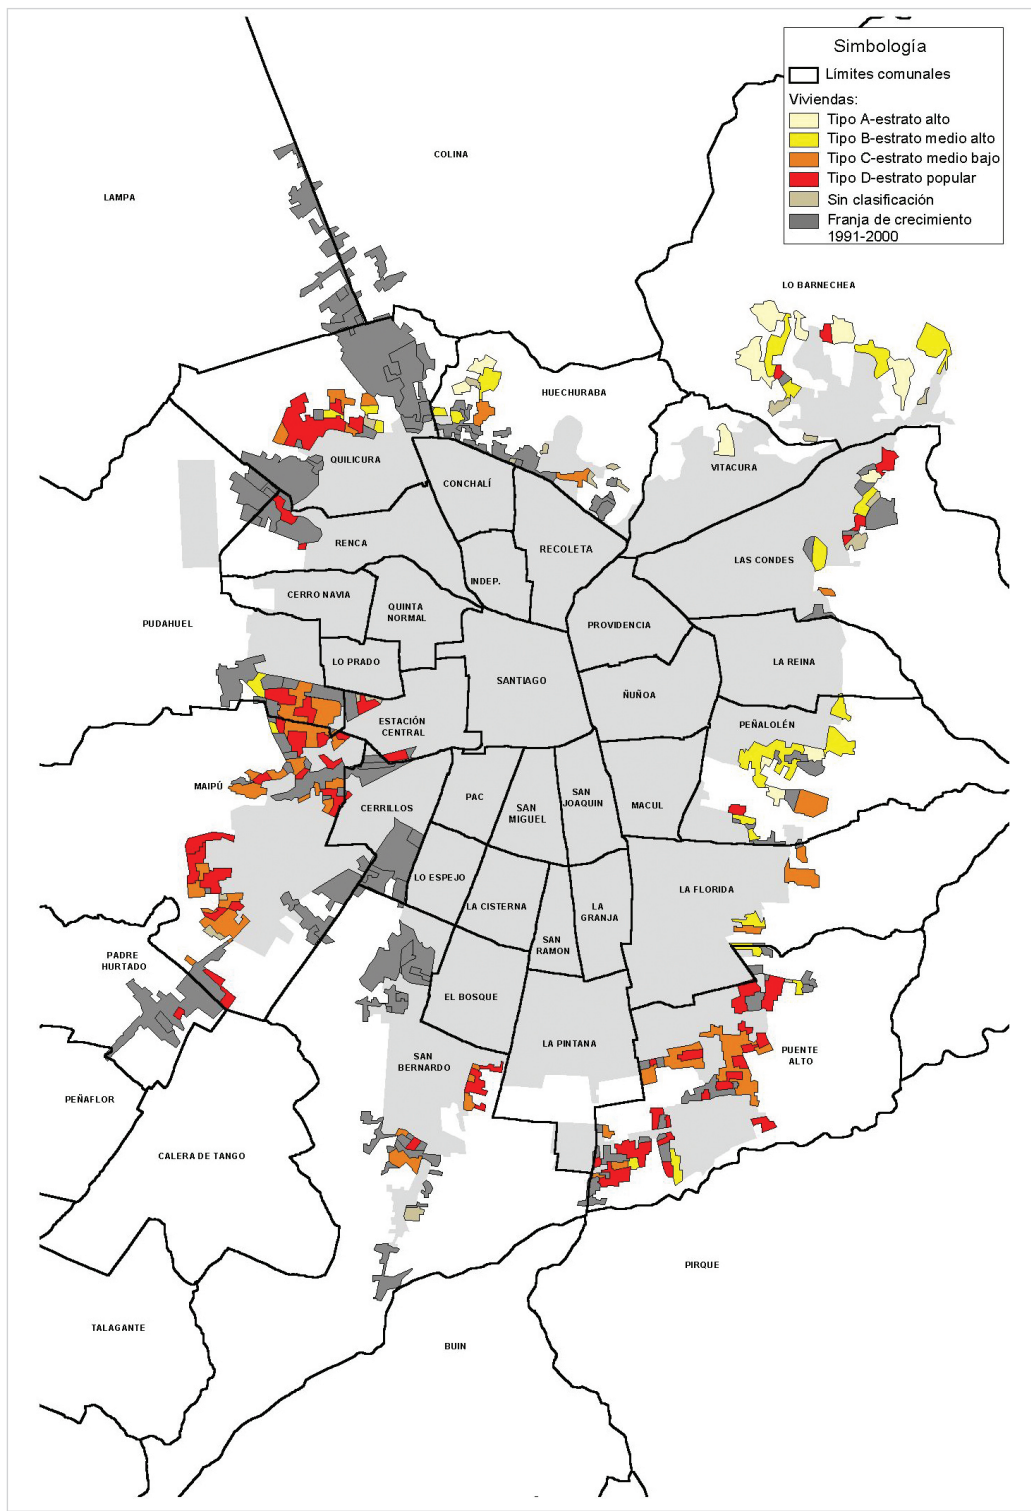 Simbología
Límites comunales
Viviendas:
Tipo A-estrato alto
Tipo B-estrato medio alto
Tipo C-estrato medio bajo
Tipo D-estrato popular
Sin clasificación
Franja de crecimiento
1991-2000
COLINA
LAMPA
LO BARNECHEA
HUECHURABA
QUILICURA
VITACURA
CONCHALÍ
RENCA
RECOLETA
LAS CONDES
INDEP.
CERRO NAVIA
QUINTA
NORMAL
PUDAHUEL
PROVIDENCIA
LO PRADO
LA REINA
SANTIAGO
ÑUÑOA
ESTACIÓN
CENTRAL
PEÑALOLÉN
MAIPÚ
CERRILLOS
PAC
SAN
MIGUEL
SAN
JOAQUIN
MACUL
LO ESPEJO
LA CISTERNA
LA
GRANJA
LA FLORIDA
SAN
RAMON
PADRE
HURTADO
EL BOSQUE
LA PINTANA
SAN
BERNARDO
PUENTE
ALTO
PEÑAFLOR
CALERA DE TANGO
PIRQUE
TALAGANTE
BUIN